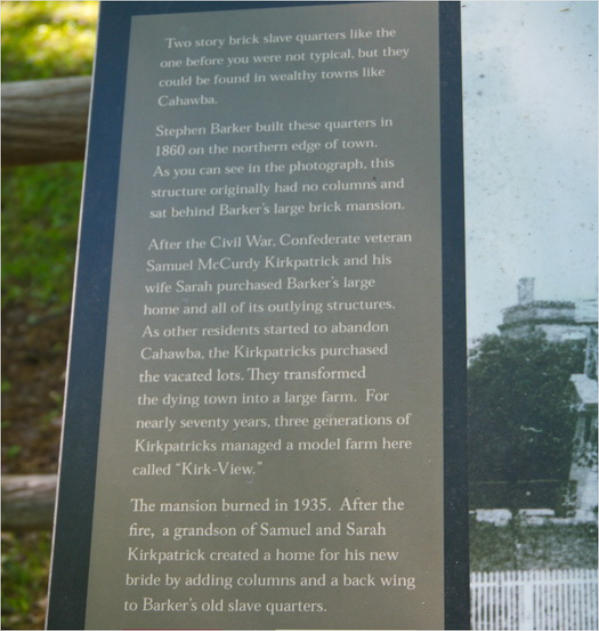 Two story brick slave quarters like the
one before you were not typical, but they
could be found in wealthy towns like
Cahawba.
Stephen Barker built these quarters in
1860 on the northern edge of town.
As you can see in the photograph, this
structure originally had no columns and
sat behind Barker's large brick mansion.
After the Civil War, Confederate veteran
Samuel McCurdy Kirkpatrick and his
wife Sarah purchased Barker's large
home and all of its outlying structures.
As other residents started to abandon
Cahawba, the Kirkpatricks purchased
the vacated lots. They transformed
the dying town into a large farm. For
nearly seventy years, three generations of
Kirkpatricks managed a model farm here
called "Kirk-View."
The mansion burned in 1935. After the
fire, a grandson of Samuel and Sarah
Kirkpatrick created a home for his new
bride by adding columns and a back wing
to Barker's old slave quarters.